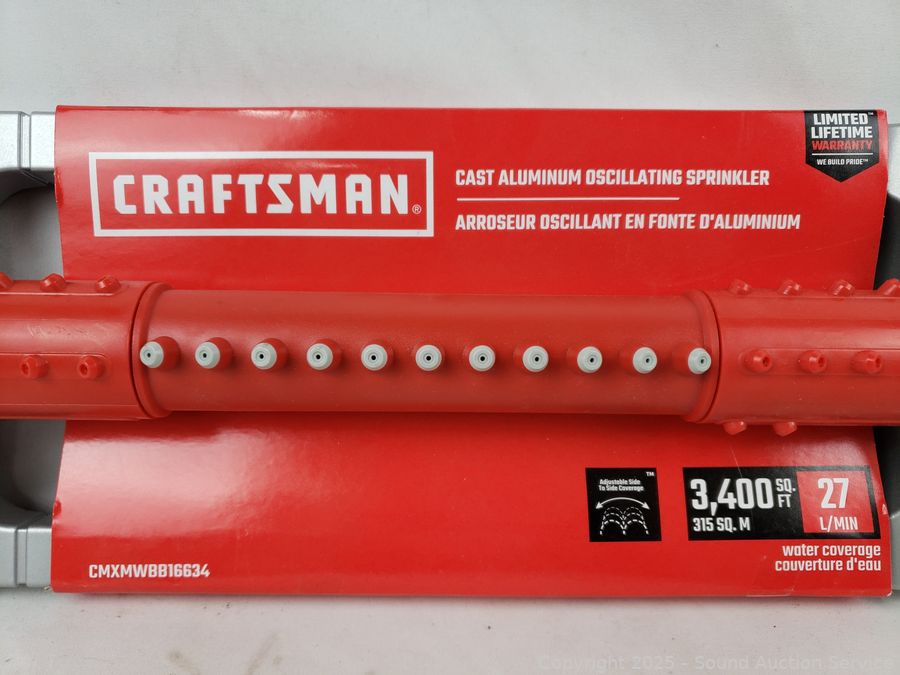 LIMITED
LIFETIME
WARRANTY
WE BUILD PRIDE™
CRAFTSMAN®
CAST ALUMINUM OSCILLATING SPRINKLER
ARROSEUR OSCILLANT EN FONTE D'ALUMINIUM
Adjustable Side
To Side Coverage
™
3,400 SQ. FT
315 SQ. M
27
L/MIN
water coverage
couverture d'eau
CMXMWBB16634
Copyright 2025 - Sound Auction Service